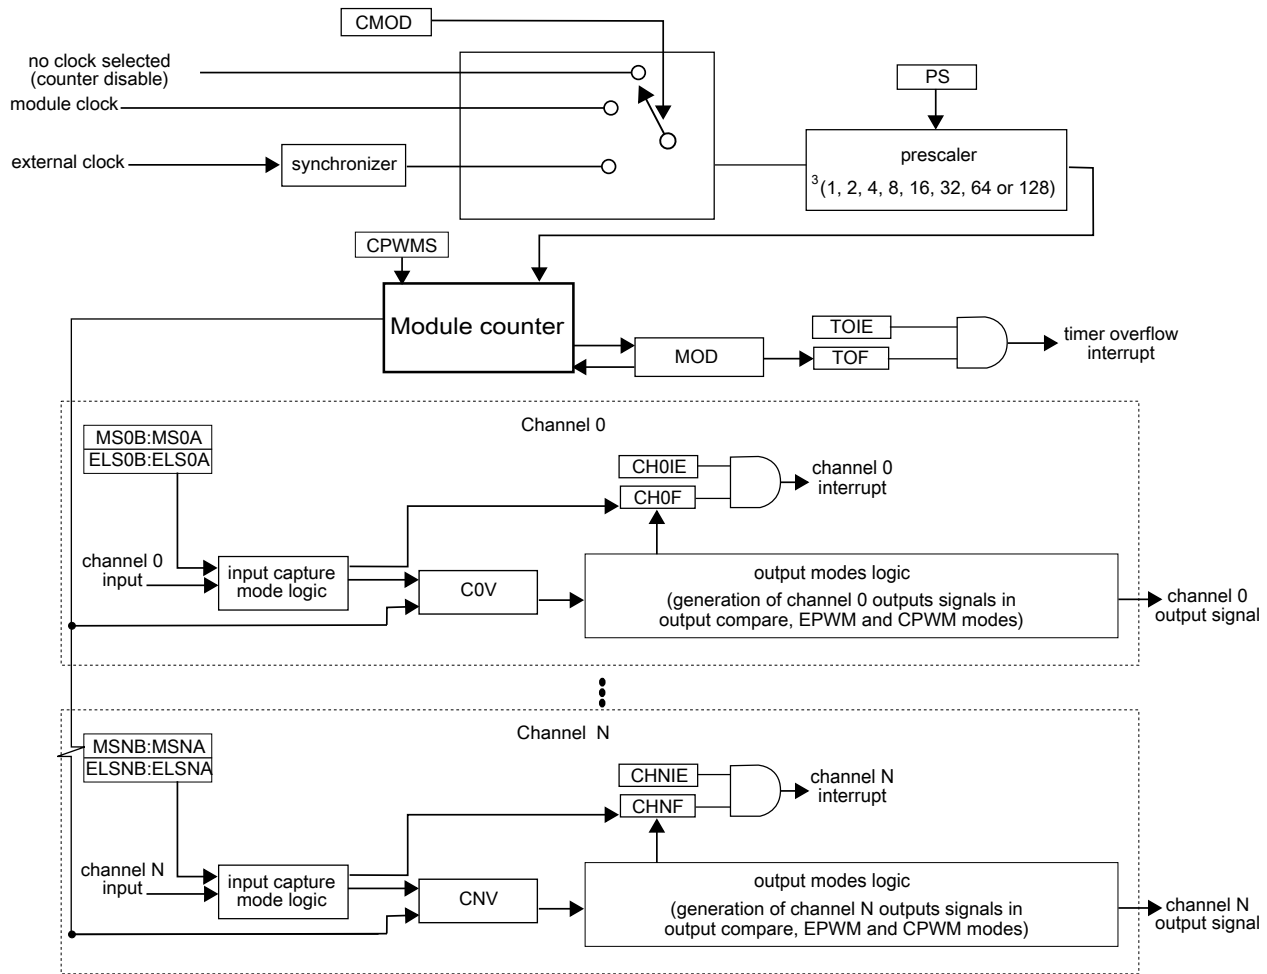 CMOD
no clock selected
(counter disable)
module clock
external clock
synchronizer
PS
prescaler
3(1, 2, 4, 8, 16, 32, 64 or 128)
CPWMS
Module counter
MOD
TOIE
TOF
timer overflow
interrupt
Channel 0
MS0B:MS0A
ELS0B:ELS0A
CH0IE
CH0F
channel 0
interrupt
channel 0
input
input capture
mode logic
C0V
output modes logic
(generation of channel 0 outputs signals in
output compare, EPWM and CPWM modes)
channel 0
output signal
Channel N
MSNB:MSNA
ELSNB:ELSNA
CHNIE
CHNF
channel N
interrupt
channel N
input
input capture
mode logic
CNV
output modes logic
(generation of channel N outputs signals in
output compare, EPWM and CPWM modes)
channel N
output signal